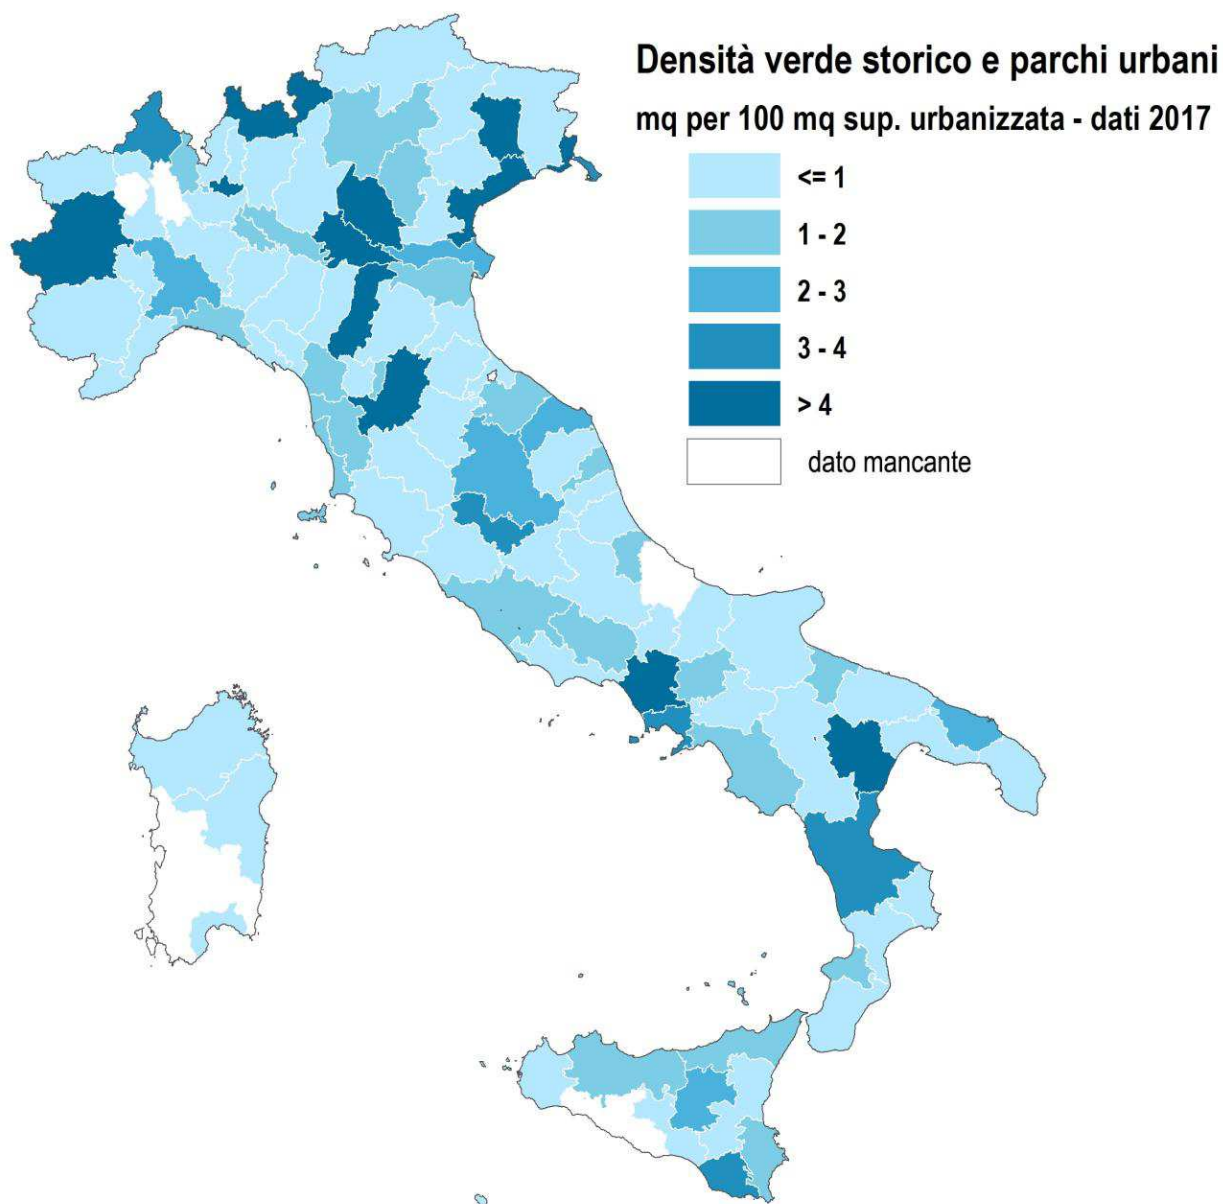 Densità verde storico e parchi urbani
mq per 100 mq sup. urbanizzata - dati 2017
<= 1
1 - 2
2 - 3
3 - 4
> 4
dato mancante